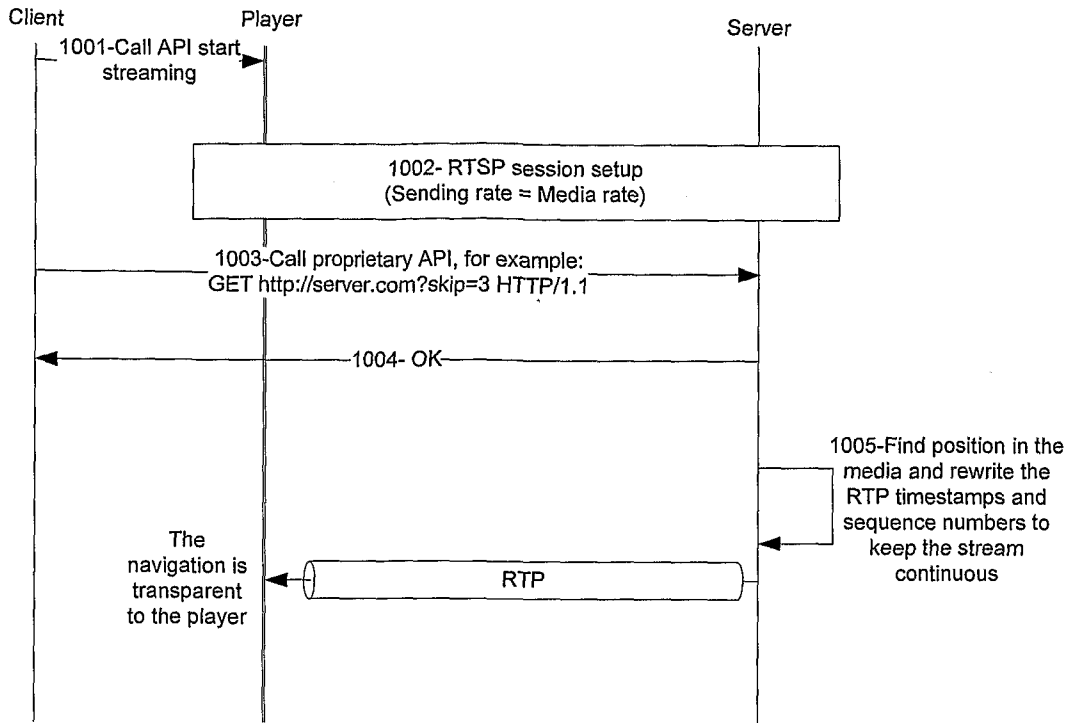 Client
Player
Server
1001-Call API start
streaming
1002- RTSP session setup
(Sending rate = Media rate)
1003-Call proprietary API, for example:
GET http://server.com?skip=3 HTTP/1.1
1004- OK
1005-Find position in the
media and rewrite the
RTP timestamps and
sequence numbers to
keep the stream
continuous
The
navigation is
transparent
to the player
RTP